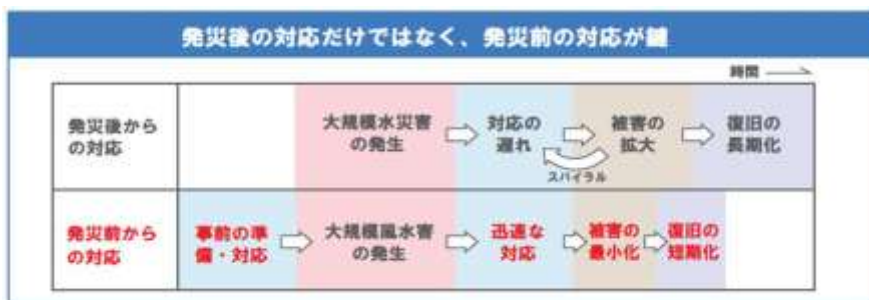 発災後の対応だけではなく、発災前の対応が鍵
時間
発災後から
の対応
大規模水災害
の発生
対応の
遅れ
被害の
拡大
復旧の
長期化
スパイラル
発災前から
の対応
事前の準
備・対応
大規模風水害
の発生
迅速な
対応
被害の
最小化
復旧の
短期化